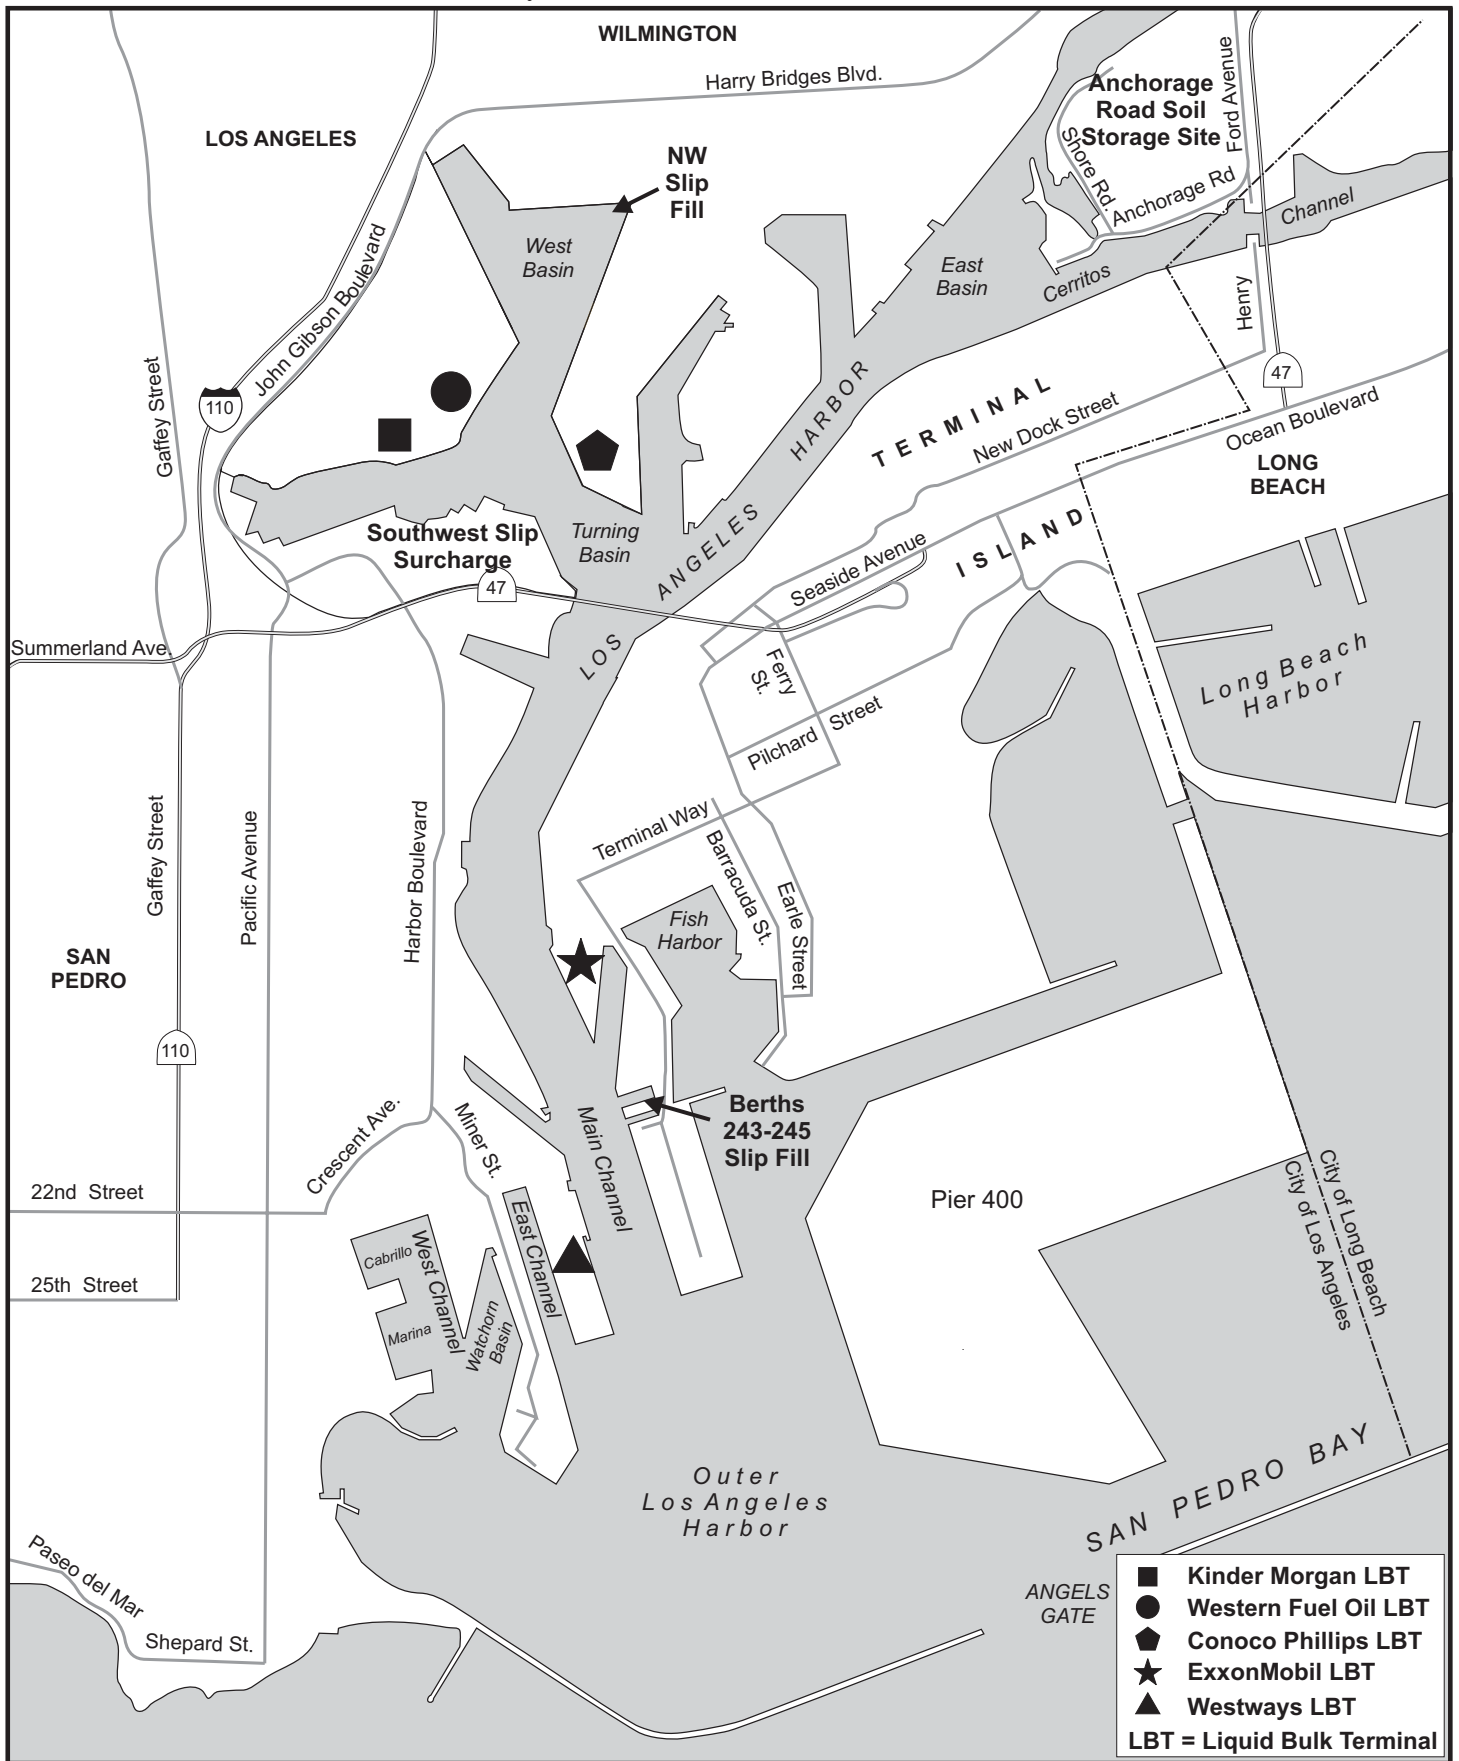 WILMINGTON
Harry Bridges Blvd.
LOS ANGELES
Anchorage
Road Soil
Storage Site
Ford Avenue
Shore Rd.
Anchorage Rd
NW
Slip
Fill
West
Basin
East
Basin
Cerritos
Channel
Henry
John Gibson Boulevard
Gaffey Street
110
47
TERMINAL
New Dock Street
Ocean Boulevard
LONG
BEACH
LOS ANGELES HARBOR
Southwest Slip
Surcharge
Turning
Basin
47
Seaside Avenue
ISLAND
Summerland Ave.
Ferry
St.
Pilchard Street
Long Beach
Harbor
Terminal Way
Barracuda St.
Earle Street
Gaffey Street
Pacific Avenue
Harbor Boulevard
Fish
Harbor
SAN
PEDRO
110
Berths
243-245
Slip Fill
Main Channel
Miner St.
Crescent Ave.
22nd Street
25th Street
Cabrillo
Marina
West Channel
Watchorn
Basin
East Channel
Pier 400
City of Long Beach
City of Los Angeles
Outer
Los Angeles
Harbor
SAN PEDRO BAY
ANGELS
GATE
Paseo del Mar
Shepard St.
Kinder Morgan LBT
Western Fuel Oil LBT
Conoco Phillips LBT
ExxonMobil LBT
Westways LBT
LBT = Liquid Bulk Terminal